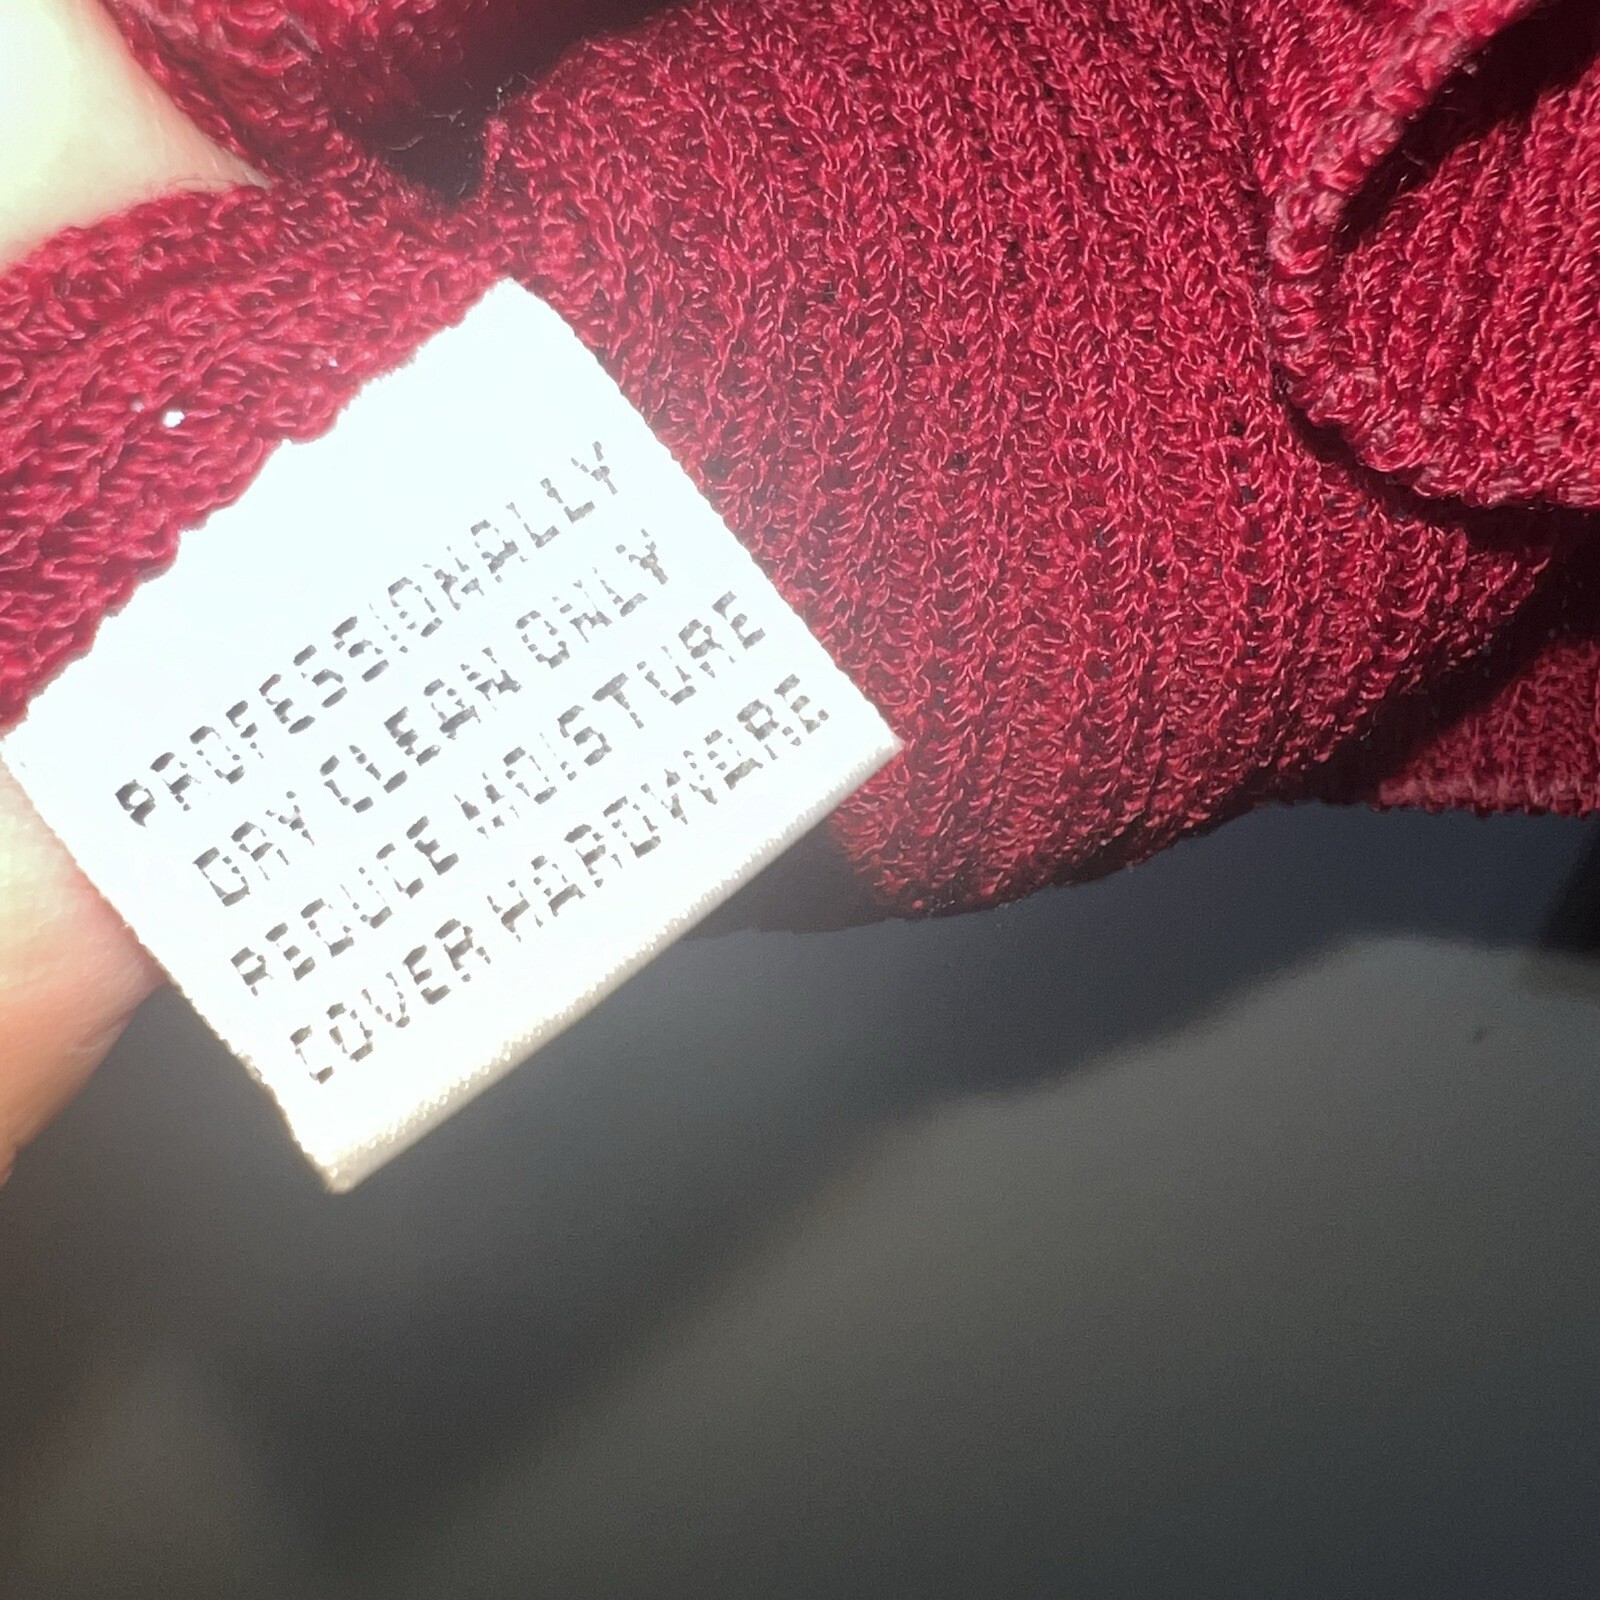 PROFESSIONALLY
DRY CLEAN ONLY
REDUCE MOISTURE
COVER HARDWARE